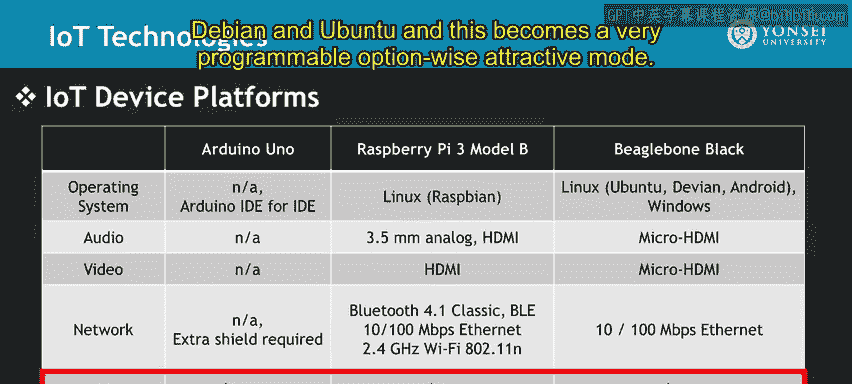 IoT Technologies
Debian and Ubuntu and this becomes a very
programmable option-wise attractive mode.
YONSEI
UNIVERSITY
❖ IoT Device Platforms
Arduino Uno
Raspberry Pi 3 Model B
Beaglebone Black
Operating
System
n/a,
Arduino IDE for IDE
Linux (Raspbian)
Linux (Ubuntu, Devian, Android),
Windows
Audio
n/a
3.5 mm analog, HDMI
Micro-HDMI
Video
n/a
HDMI
Micro-HDMI
Network
n/a,
Extra shield required
Bluetooth 4.1 Classic, BLE
10/100 Mbps Ethernet
2.4 GHz Wi-Fi 802.11n
10 / 100 Mbps Ethernet